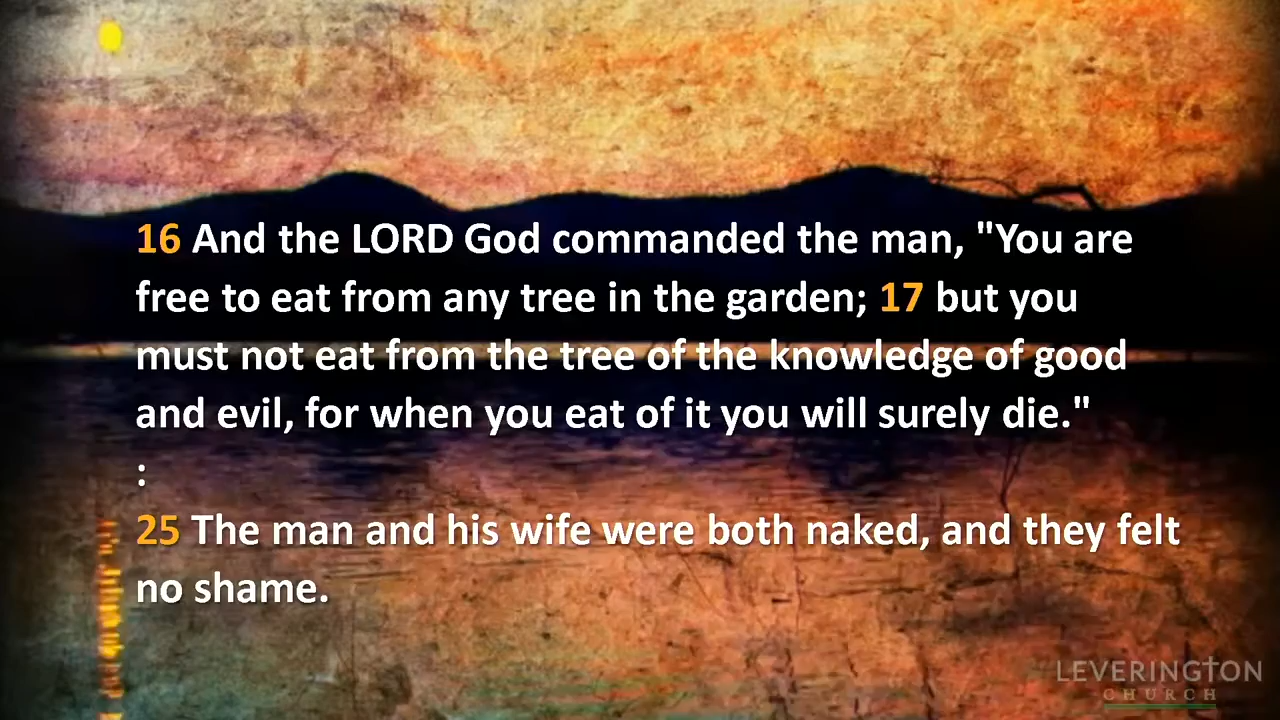 16 And the LORD God commanded the man, "You are
free to eat from any tree in the garden; 17 but you
must not eat from the tree of the knowledge of good
and evil, for when you eat of it you will surely die."
:
25 The man and his wife were both naked, and they felt
no shame.
LEVERINGTON
CHURCH